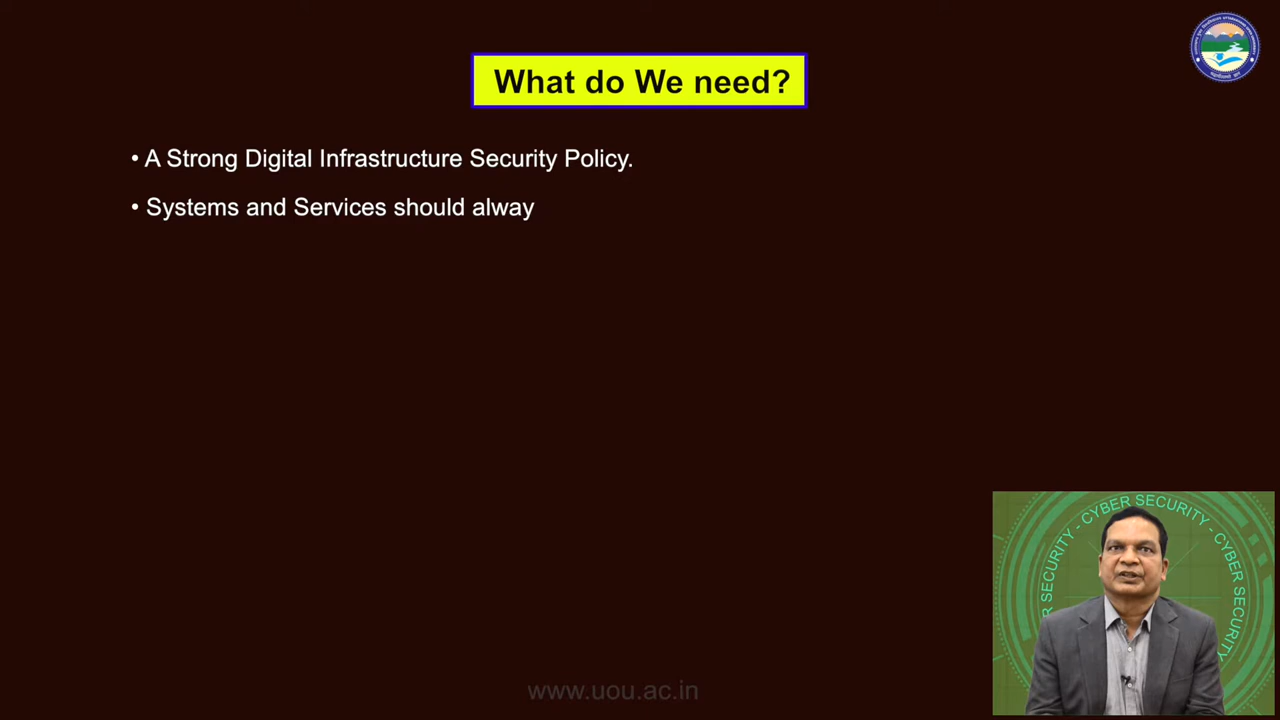 What do We need?
• A Strong Digital Infrastructure Security Policy.
• Systems and Services should alway
CYBER SECURITY - CYBER SECURITY
SECURITY -
www.uou.ac.in